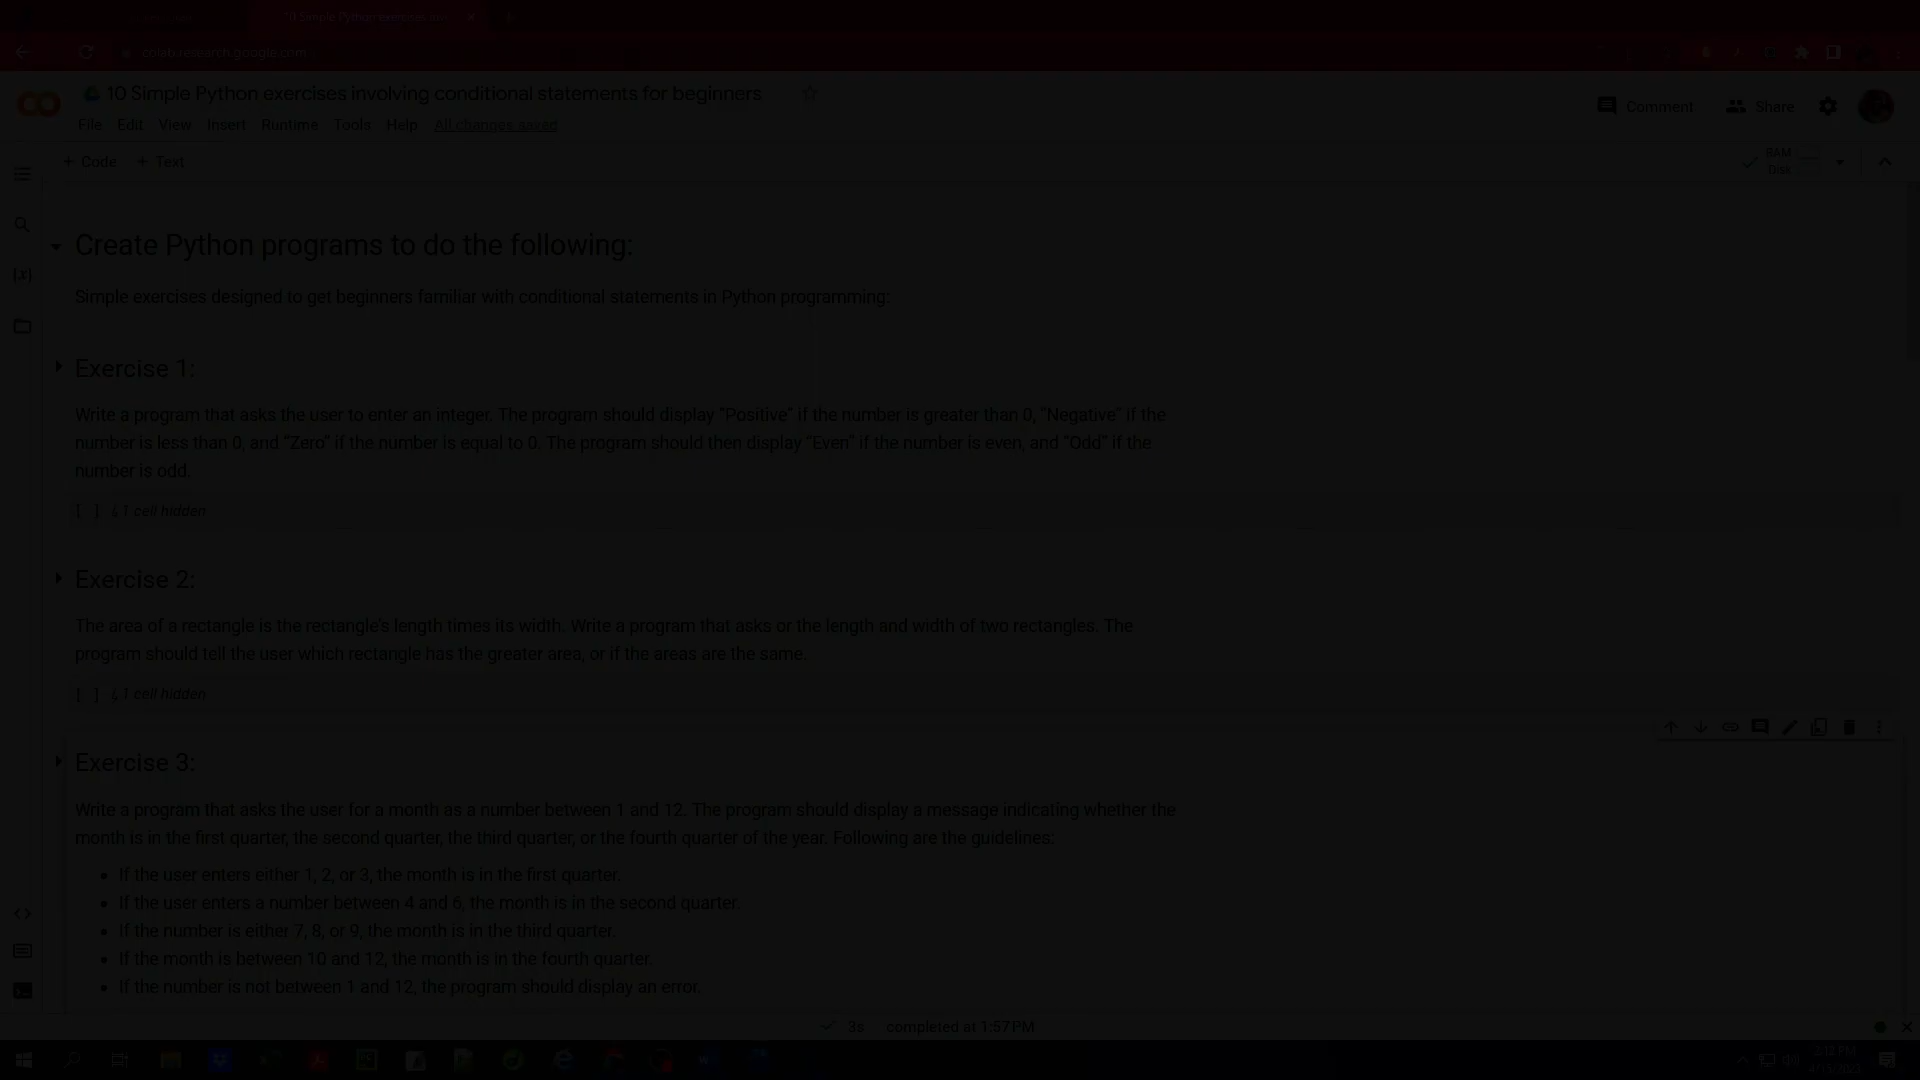 10 Simple Python exercises
colab.research.google.com
10 Simple Python exercises involving conditional statements for beginners
File Edit View Insert Runtime Tools Help All changes saved
Comment Share
+ Code + Text
RAM
Disk
Create Python programs to do the following:
Simple exercises designed to get beginners familiar with conditional statements in Python programming:
Exercise 1:
Write a program that asks the user to enter an integer. The program should display "Positive" if the number is greater than 0, "Negative" if the
number is less than 0, and "Zero" if the number is equal to 0. The program should then display "Even" if the number is even, and "Odd" if the
number is odd.
[ ] ↳ 1 cell hidden
Exercise 2:
The area of a rectangle is the rectangle's length times its width. Write a program that asks or the length and width of two rectangles. The
program should tell the user which rectangle has the greater area, or if the areas are the same.
[ ] ↳ 1 cell hidden
Exercise 3:
Write a program that asks the user for a month as a number between 1 and 12. The program should display a message indicating whether the
month is in the first quarter, the second quarter, the third quarter, or the fourth quarter of the year. Following are the guidelines:
• If the user enters either 1, 2, or 3, the month is in the first quarter.
• If the user enters a number between 4 and 6, the month is in the second quarter.
• If the number is either 7, 8, or 9, the month is in the third quarter.
• If the month is between 10 and 12, the month is in the fourth quarter.
• If the number is not between 1 and 12, the program should display an error.
3s completed at 1:57 PM